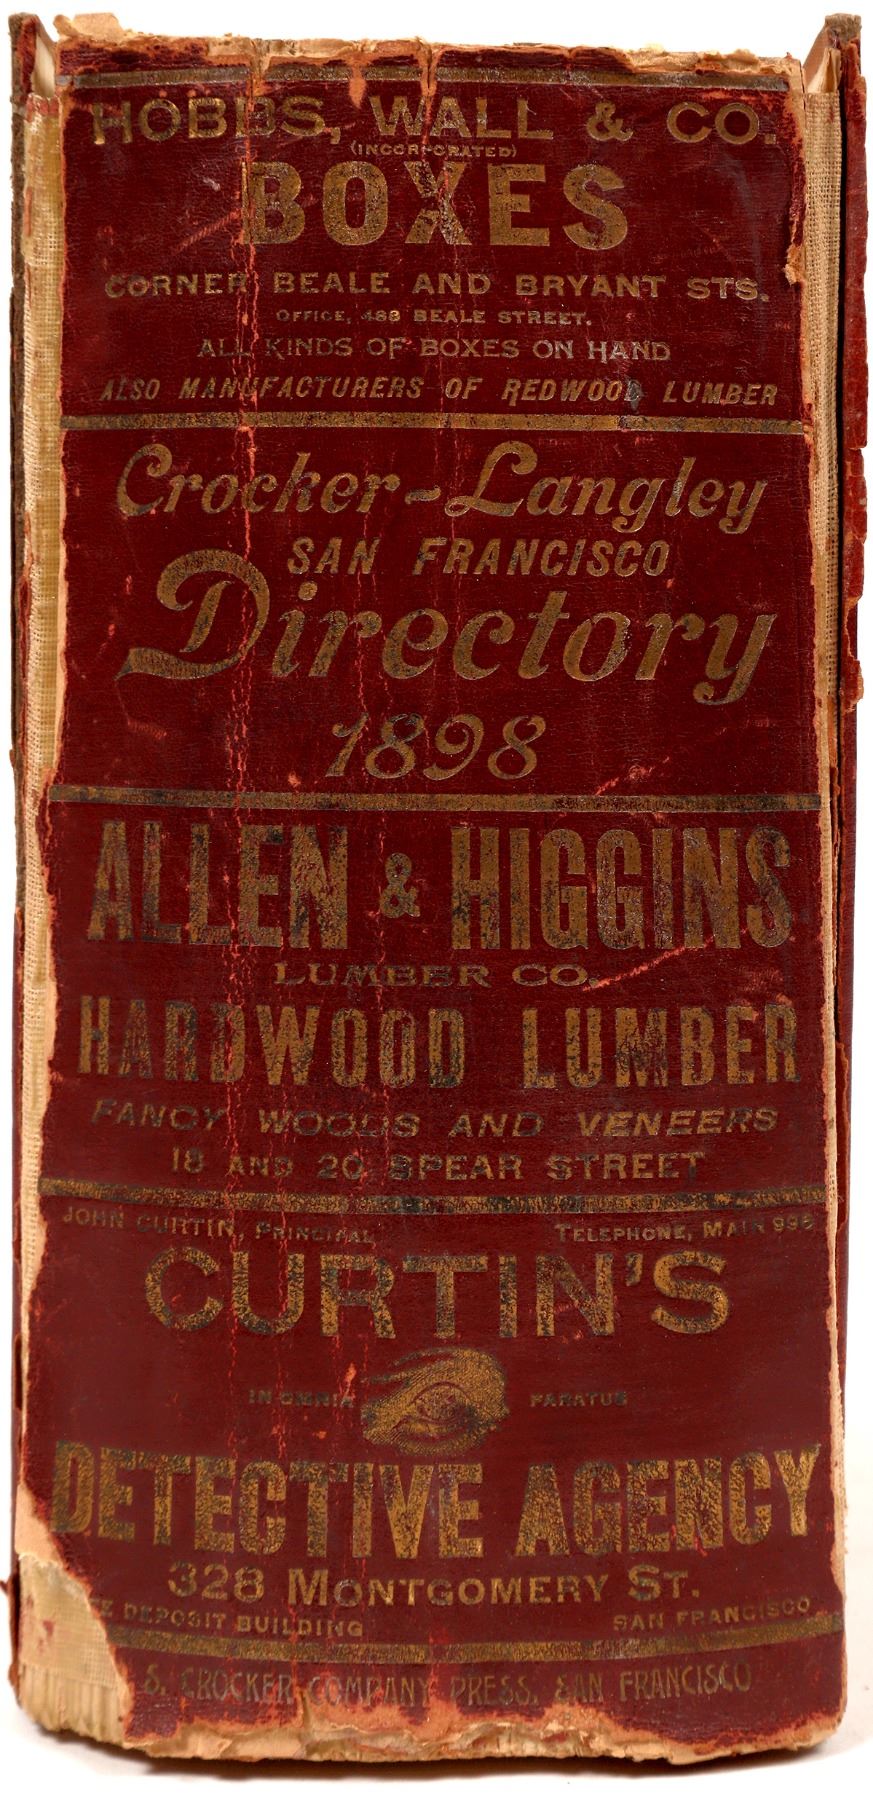 HOBBS, WALL & CO.
(INCORPORATED)
BOXES
CORNER BEALE AND BRYANT STS.
OFFICE, 488 BEALE STREET.
ALL KINDS OF BOXES ON HAND
ALSO MANUFACTURERS OF REDWOOD LUMBER
Crocker-Langley
SAN FRANCISCO
Directory
1898
ALLEN & HIGGINS
LUMBER CO.
HARDWOOD LUMBER
FANCY WOODS AND VENEERS
18 AND 20 SPEAR STREET
JOHN CURTIN, PRINCIPAL TELEPHONE, MAIN
CURTIN'S
IN OMNIA PARATUS
DETECTIVE AGENCY
328 MONTGOMERY ST.
DEPOSIT BUILDING SAN FRANCISCO
S. CROCKER COMPANY PRESS, SAN FRANCISCO